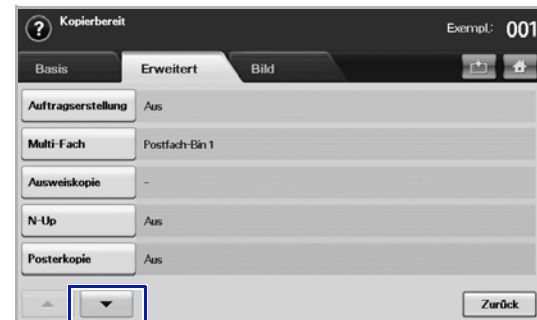 ? Kopierbereit Exempl.: 001
Basis Erweitert Bild
Auftragserstellung Aus
Multi-Fach Postfach-Bin 1
Ausweiskopie -
N-Up Aus
Posterkopie Aus
Zurück